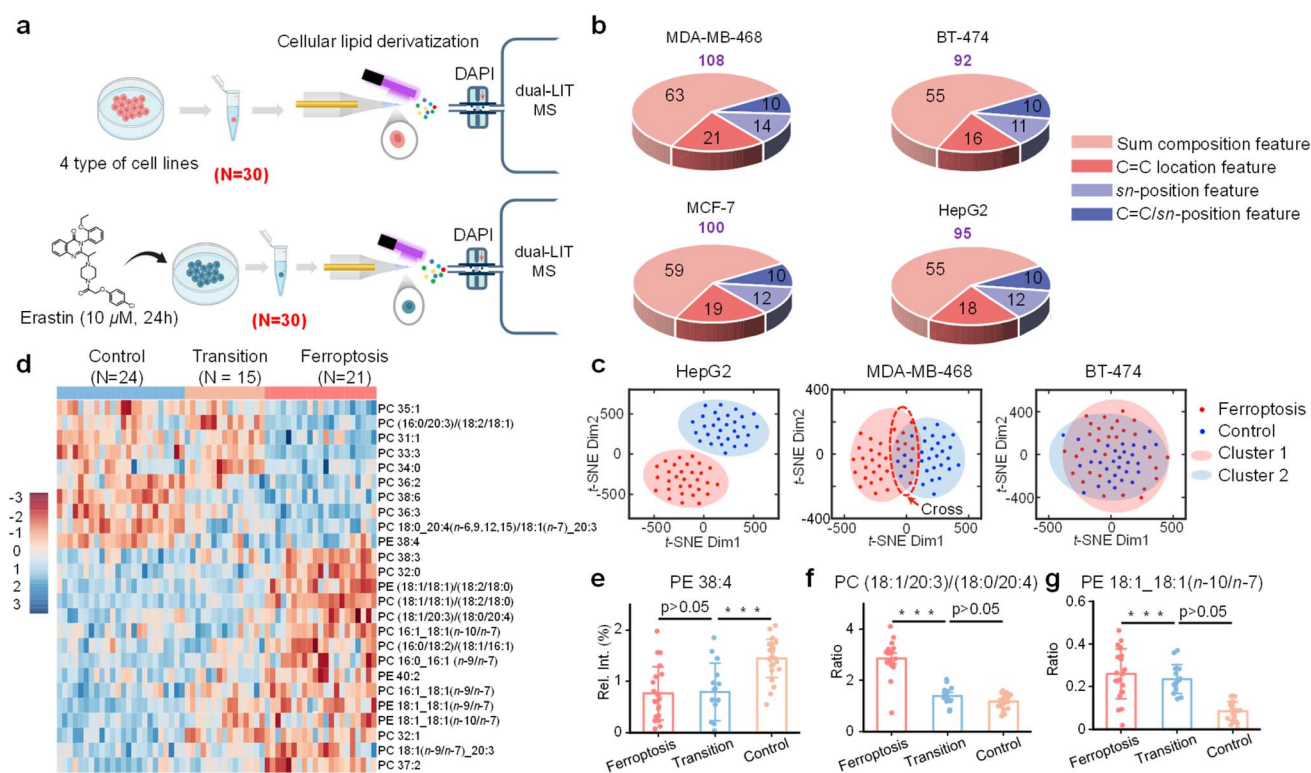 a
Cellular lipid derivatization
DAPI
dual-LIT
MS
4 type of cell lines
(N=30)
DAPI
dual-LIT
MS
Erastin (10 µM, 24h)
(N=30)
b
MDA-MB-468
108
63
10
14
21
BT-474
92
55
10
11
16
MCF-7
100
59
10
12
19
HepG2
95
55
10
12
18
Sum composition feature
C=C location feature
sn-position feature
C=C/sn-position feature
c
HepG2
t-SNE Dim2
500
0
-500
-500 0 500
t-SNE Dim1
MDA-MB-468
t-SNE Dim2
400
0
-400
-500 0 500
t-SNE Dim1
Cross
BT-474
t-SNE Dim2
400
0
-400
-500 0 500
t-SNE Dim1
Ferroptosis
Control
Cluster 1
Cluster 2
d
Control
(N=24)
Transition
(N = 15)
Ferroptosis
(N=21)
-3
-2
-1
0
1
2
3
PC 35:1
PC (16:0/20:3)/(18:2/18:1)
PC 31:1
PC 33:3
PC 34:0
PC 36:2
PC 38:6
PC 36:3
PC 18:0_20:4(n-6,9,12,15)/18:1(n-7)_20:3
PE 38:4
PC 38:3
PC 32:0
PE (18:1/18:1)/(18:2/18:0)
PC (18:1/18:1)/(18:2/18:0)
PC (18:1/20:3)/(18:0/20:4)
PC 16:1_18:1(n-10/n-7)
PC (16:0/18:2)/(18:1/16:1)
PC 16:0_16:1 (n-9/n-7)
PE 40:2
PC 16:1_18:1(n-9/n-7)
PE 18:1_18:1(n-9/n-7)
PE 18:1_18:1(n-10/n-7)
PC 32:1
PC 18:1(n-9/n-7)_20:3
PC 37:2
e
PE 38:4
p>0.05
* * *
Rel. Int. (%)
2
1
0
Ferroptosis
Transition
Control
f
PC (18:1/20:3)/(18:0/20:4)
* * *
p>0.05
Ratio
4
2
0
Ferroptosis
Transition
Control
g
PE 18:1_18:1(n-10/n-7)
* * *
p>0.05
Ratio
0.6
0.4
0.2
0.0
Ferroptosis
Transition
Control